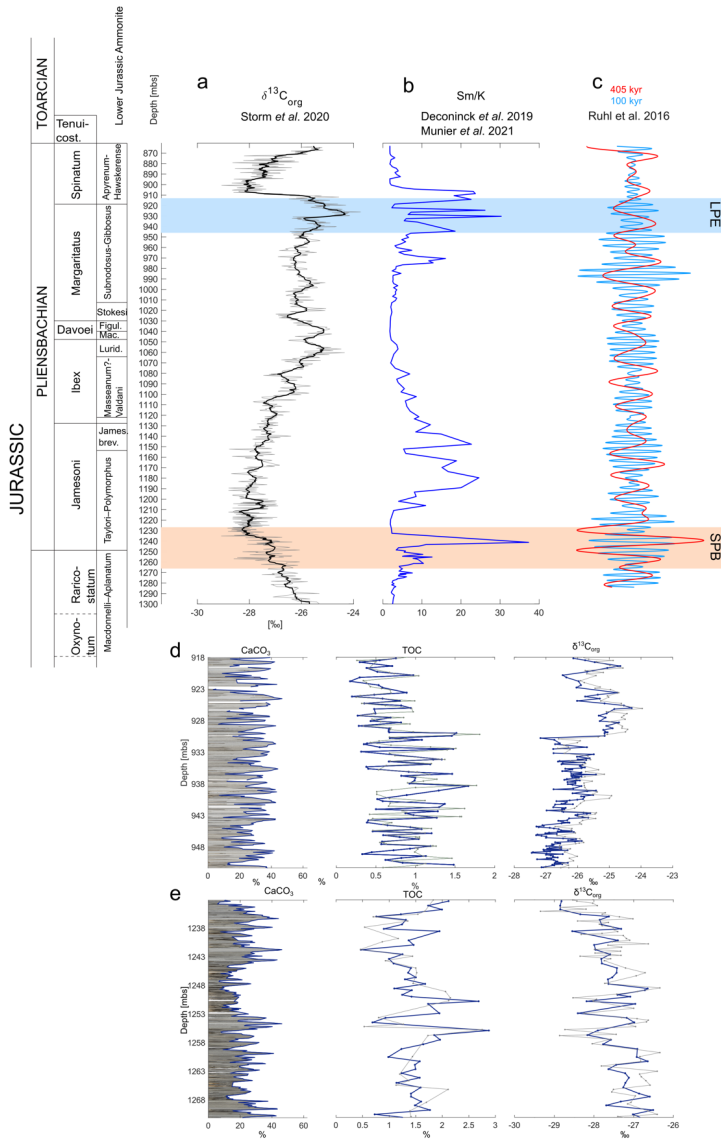 a
b
c
δ13Corg
Storm et al. 2020
Sm/K
Deconinck et al. 2019
Munier et al. 2021
405 kyr
100 kyr
Ruhl et al. 2016
Lower Jurassic Ammonite
Depth [mbs]
JURASSIC
TOARCIAN
PLIENSBACHIAN
Tenui-
cost.
Spinatum
Margaritatus
Davoei
Ibex
Jamesoni
Rarico-
statum
Oxyno-
tum
Apyrenum-
Hawskerense
Subnodosus-Gibbosus
Stokesi
Figul.
Mac.
Lurid.
Masseanum?-
Valdani
James.
brev.
Taylori–Polymorphus
Macdonnelli–Aplanatum
870
880
890
900
910
920
930
940
950
960
970
980
990
1000
1010
1020
1030
1040
1050
1060
1070
1080
1090
1100
1110
1120
1130
1140
1150
1160
1170
1180
1190
1200
1210
1220
1230
1240
1250
1260
1270
1280
1290
1300
LPE
SPB
-30 -28 -26 -24
[‰]
0 10 20 30 40
d
CaCO3
TOC
δ13Corg
Depth [mbs]
918
923
928
933
938
943
948
0 20 40 60
%
%
0 0.5 1 1.5 2
%
-28 -27 -26 -25 -24 -23
‰
e
CaCO3
TOC
δ13Corg
Depth [mbs]
1238
1243
1248
1253
1258
1263
1268
0 20 40 60
%
0 0.5 1 1.5 2 2.5 3
%
-29 -28 -27 -26
‰